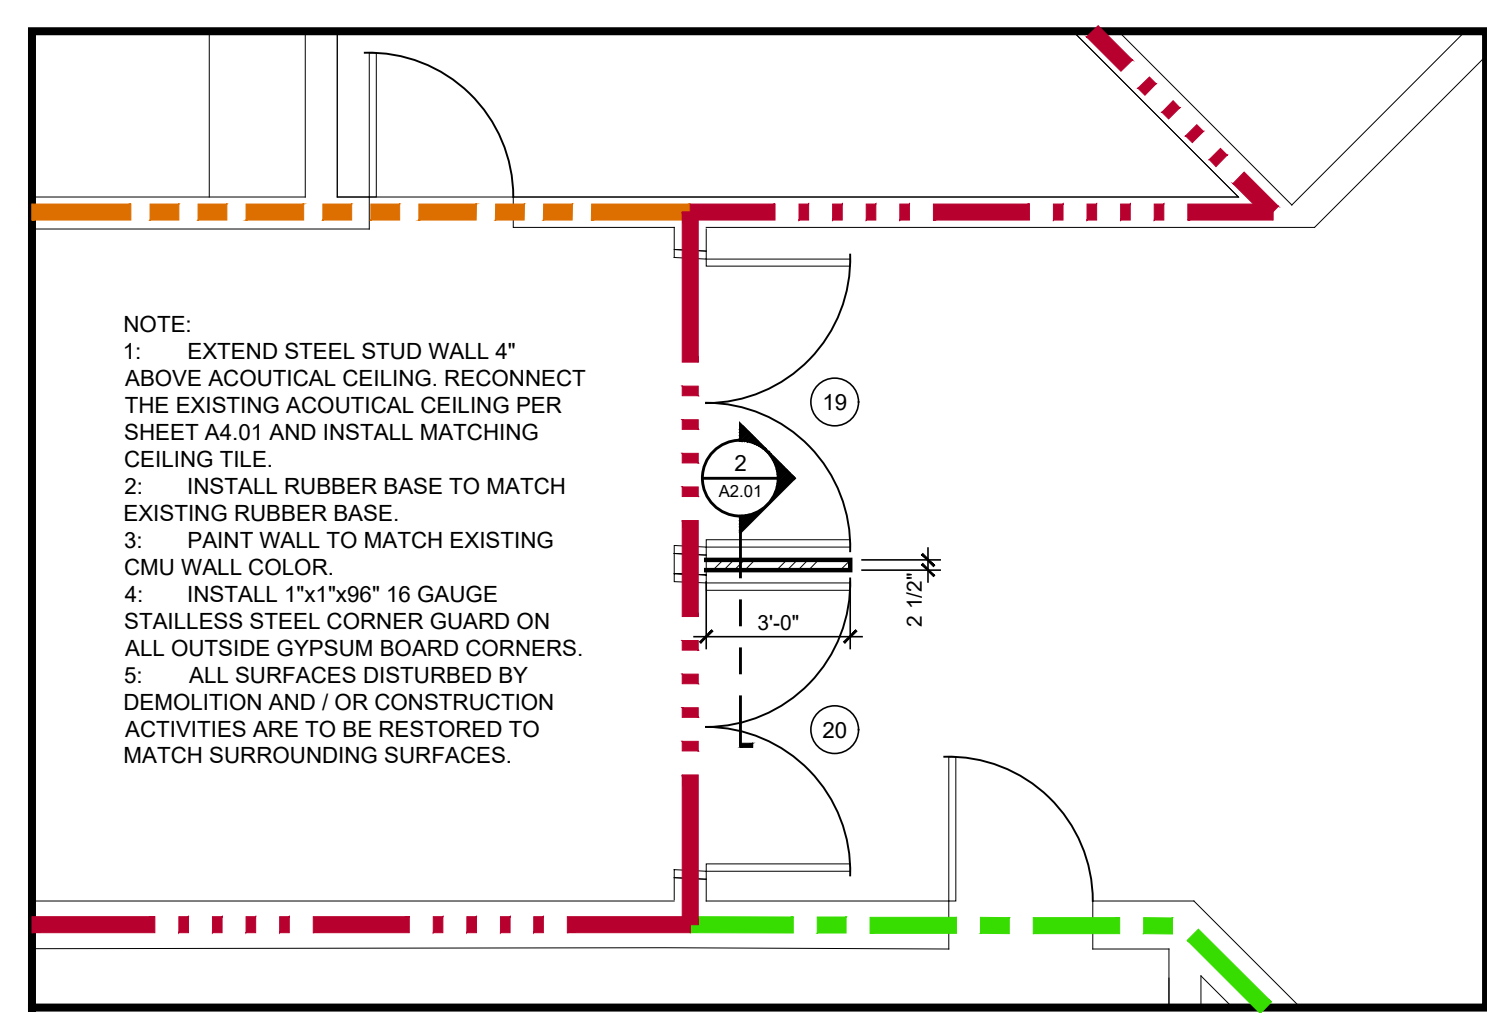 NOTE:
1: EXTEND STEEL STUD WALL 4"
ABOVE ACOUTICAL CEILING. RECONNECT
THE EXISTING ACOUTICAL CEILING PER
SHEET A4.01 AND INSTALL MATCHING
CEILING TILE.
2: INSTALL RUBBER BASE TO MATCH
EXISTING RUBBER BASE.
3: PAINT WALL TO MATCH EXISTING
CMU WALL COLOR.
4: INSTALL 1"x1"x96" 16 GAUGE
STAILLESS STEEL CORNER GUARD ON
ALL OUTSIDE GYPSUM BOARD CORNERS.
5: ALL SURFACES DISTURBED BY
DEMOLITION AND / OR CONSTRUCTION
ACTIVITIES ARE TO BE RESTORED TO
MATCH SURROUNDING SURFACES.
19
2
A2.01
2 1/2"
3'-0"
20